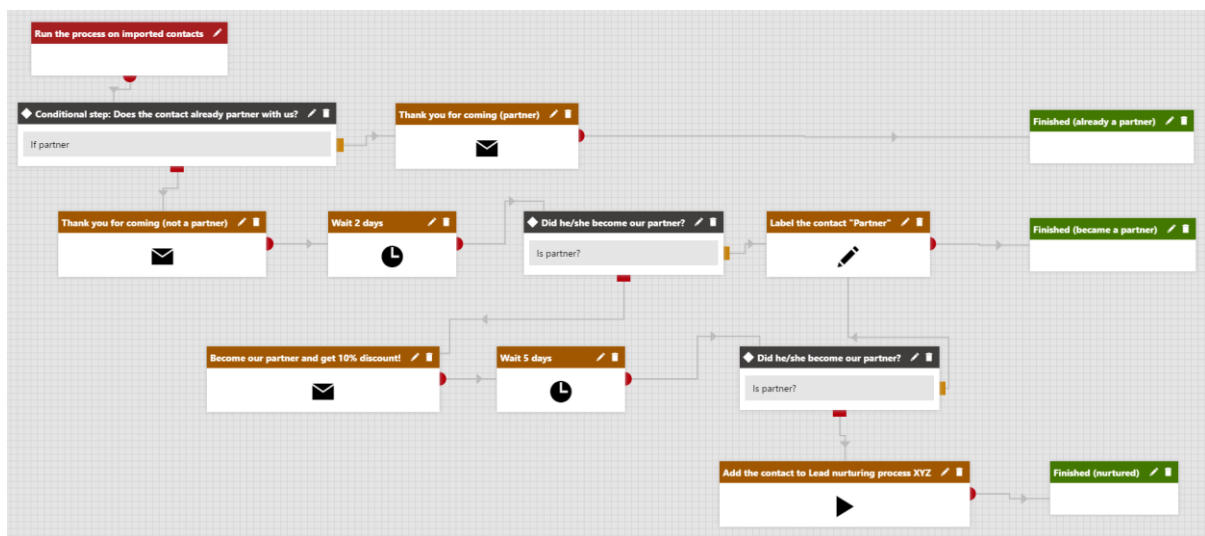 Run the process on imported contacts
Conditional step: Does the contact already partner with us?
If partner
Thank you for coming (partner)
Finished (already a partner)
Thank you for coming (not a partner)
Wait 2 days
Did he/she become our partner?
Is partner?
Label the contact "Partner"
Finished (became a partner)
Become our partner and get 10% discount!
Wait 5 days
Did he/she become our partner?
Is partner?
Add the contact to Lead nurturing process XYZ
Finished (nurtured)